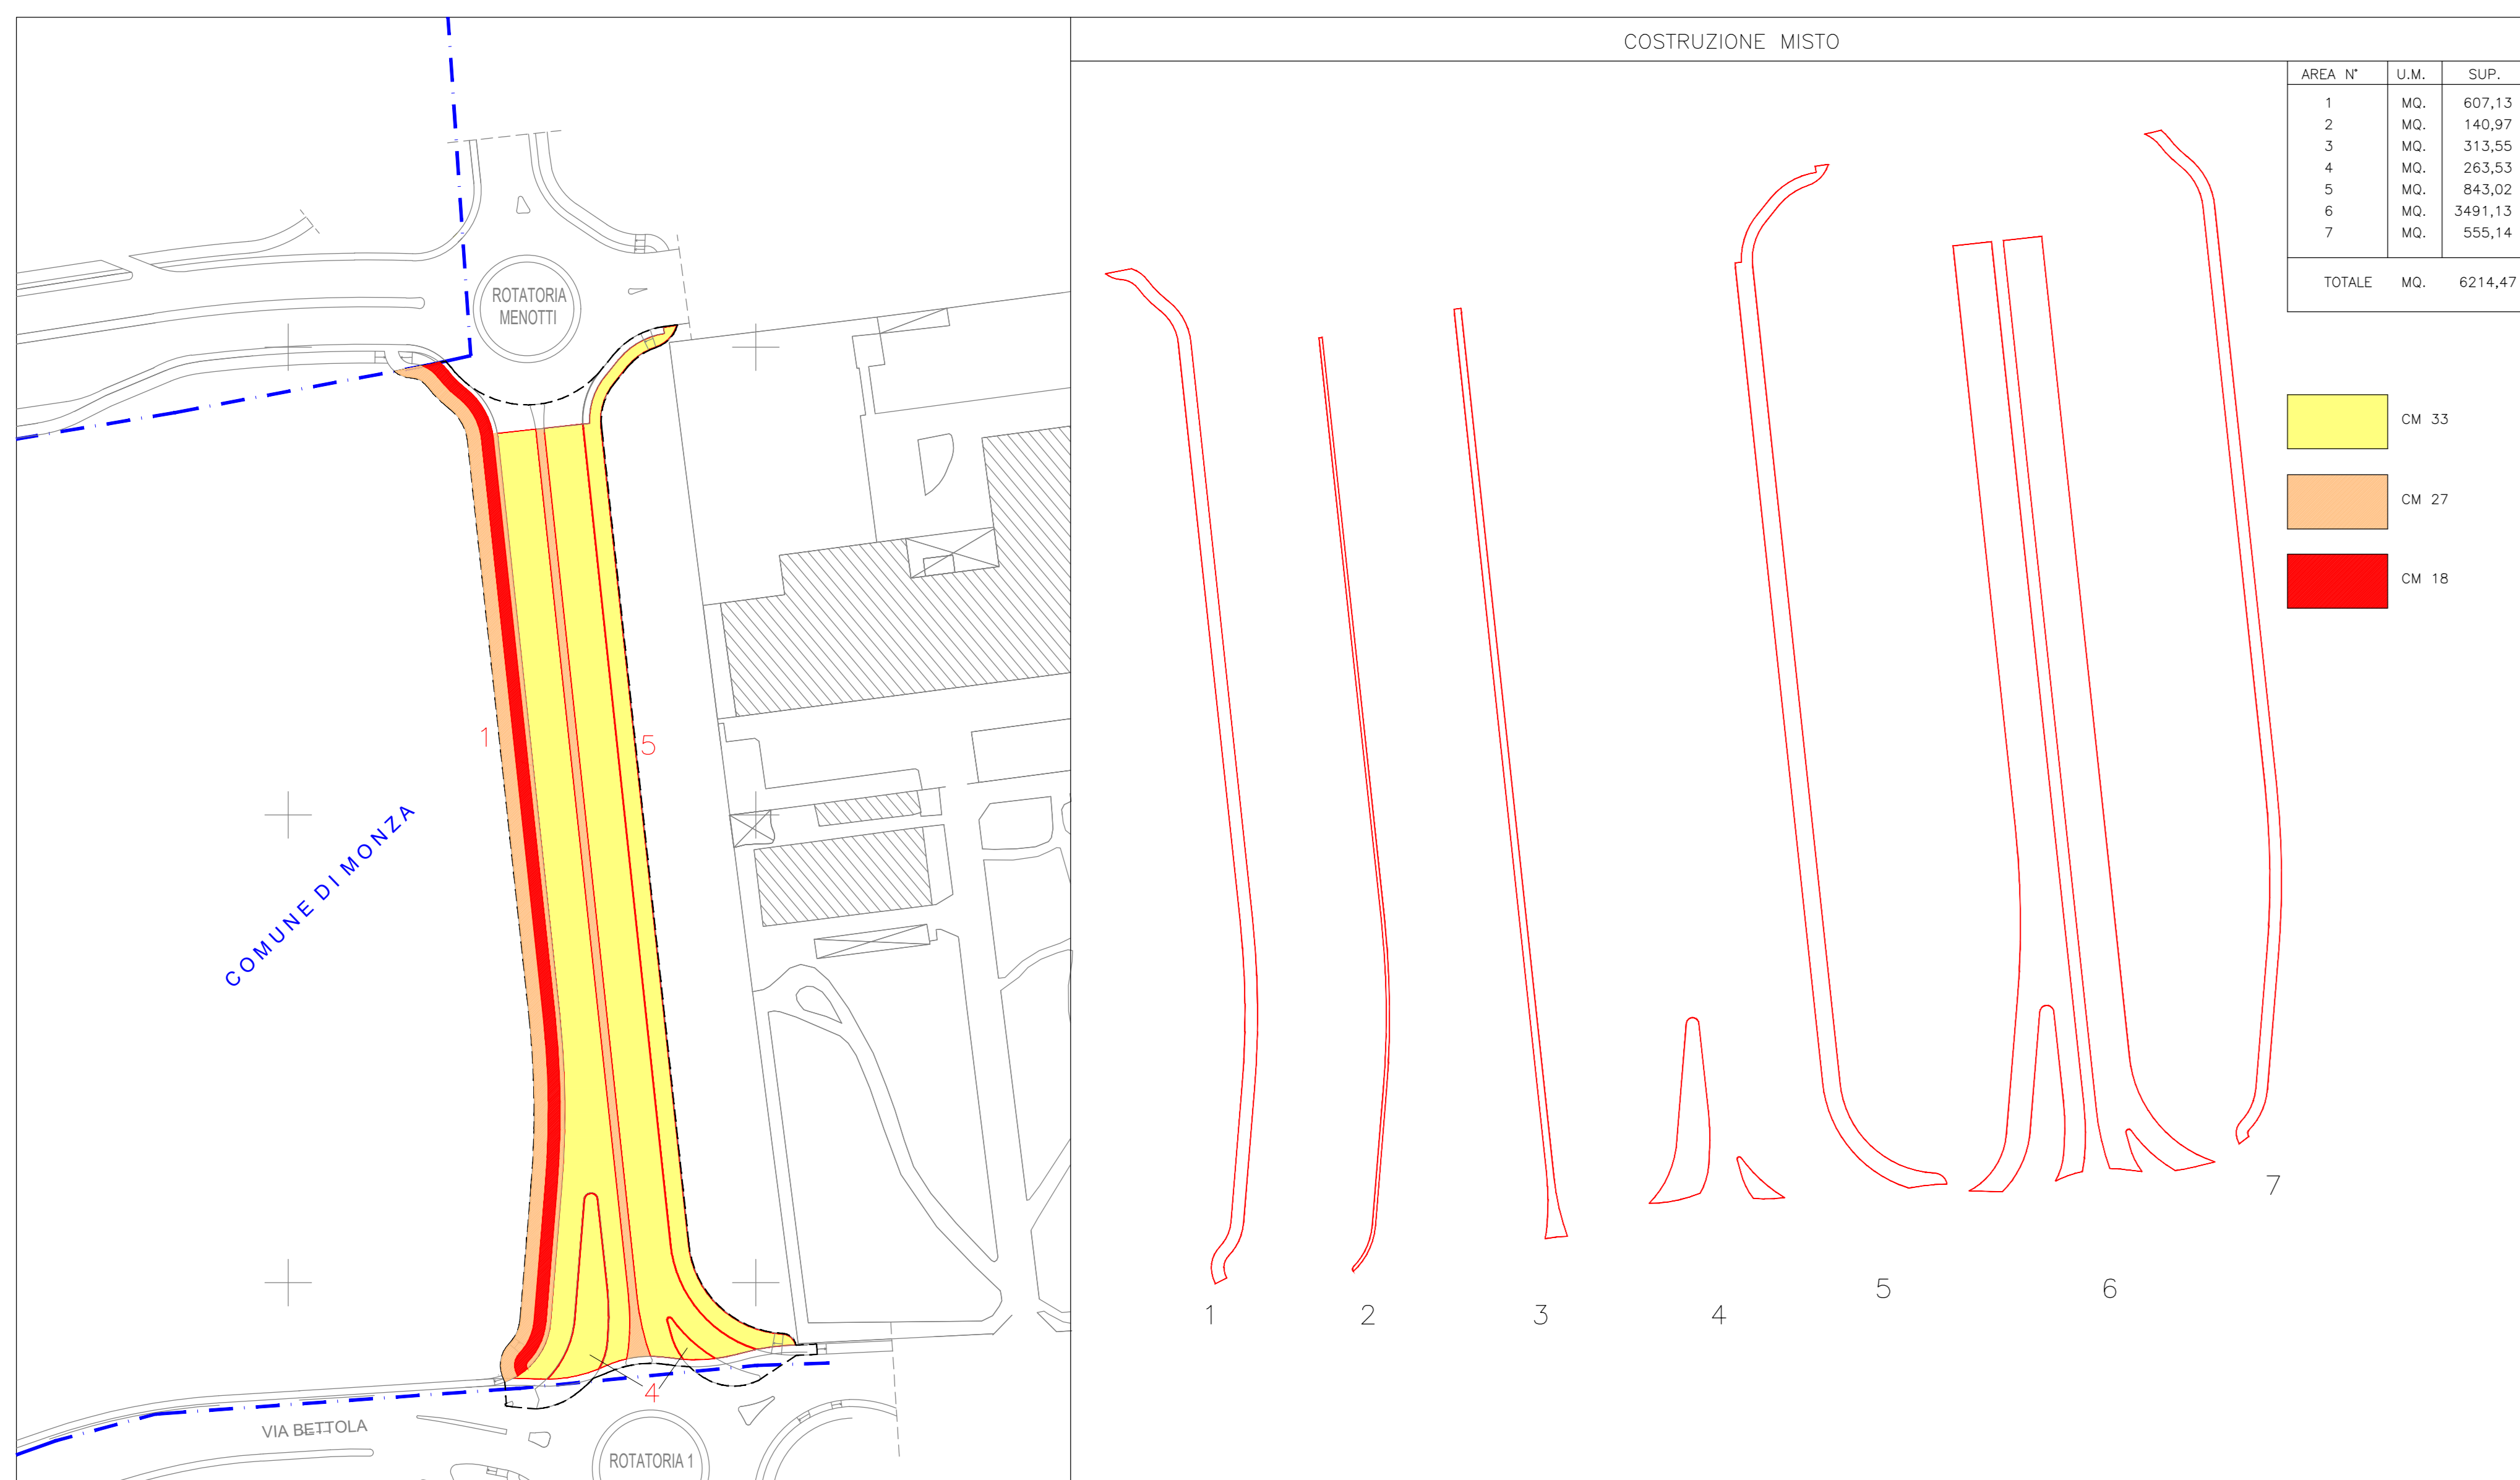 COSTRUZIONE MISTO
AREA N° U.M. SUP.
1 MQ. 607,13
2 MQ. 140,97
3 MQ. 313,55
4 MQ. 263,53
5 MQ. 843,02
6 MQ. 3491,13
7 MQ. 555,14
TOTALE MQ. 6214,47
CM 33
CM 27
CM 18
ROTATORIA
MENOTTI
1
5
COMUNE DI MONZA
4
VIA BETTOLA
ROTATORIA 1
1
2
3
4
5
6
7